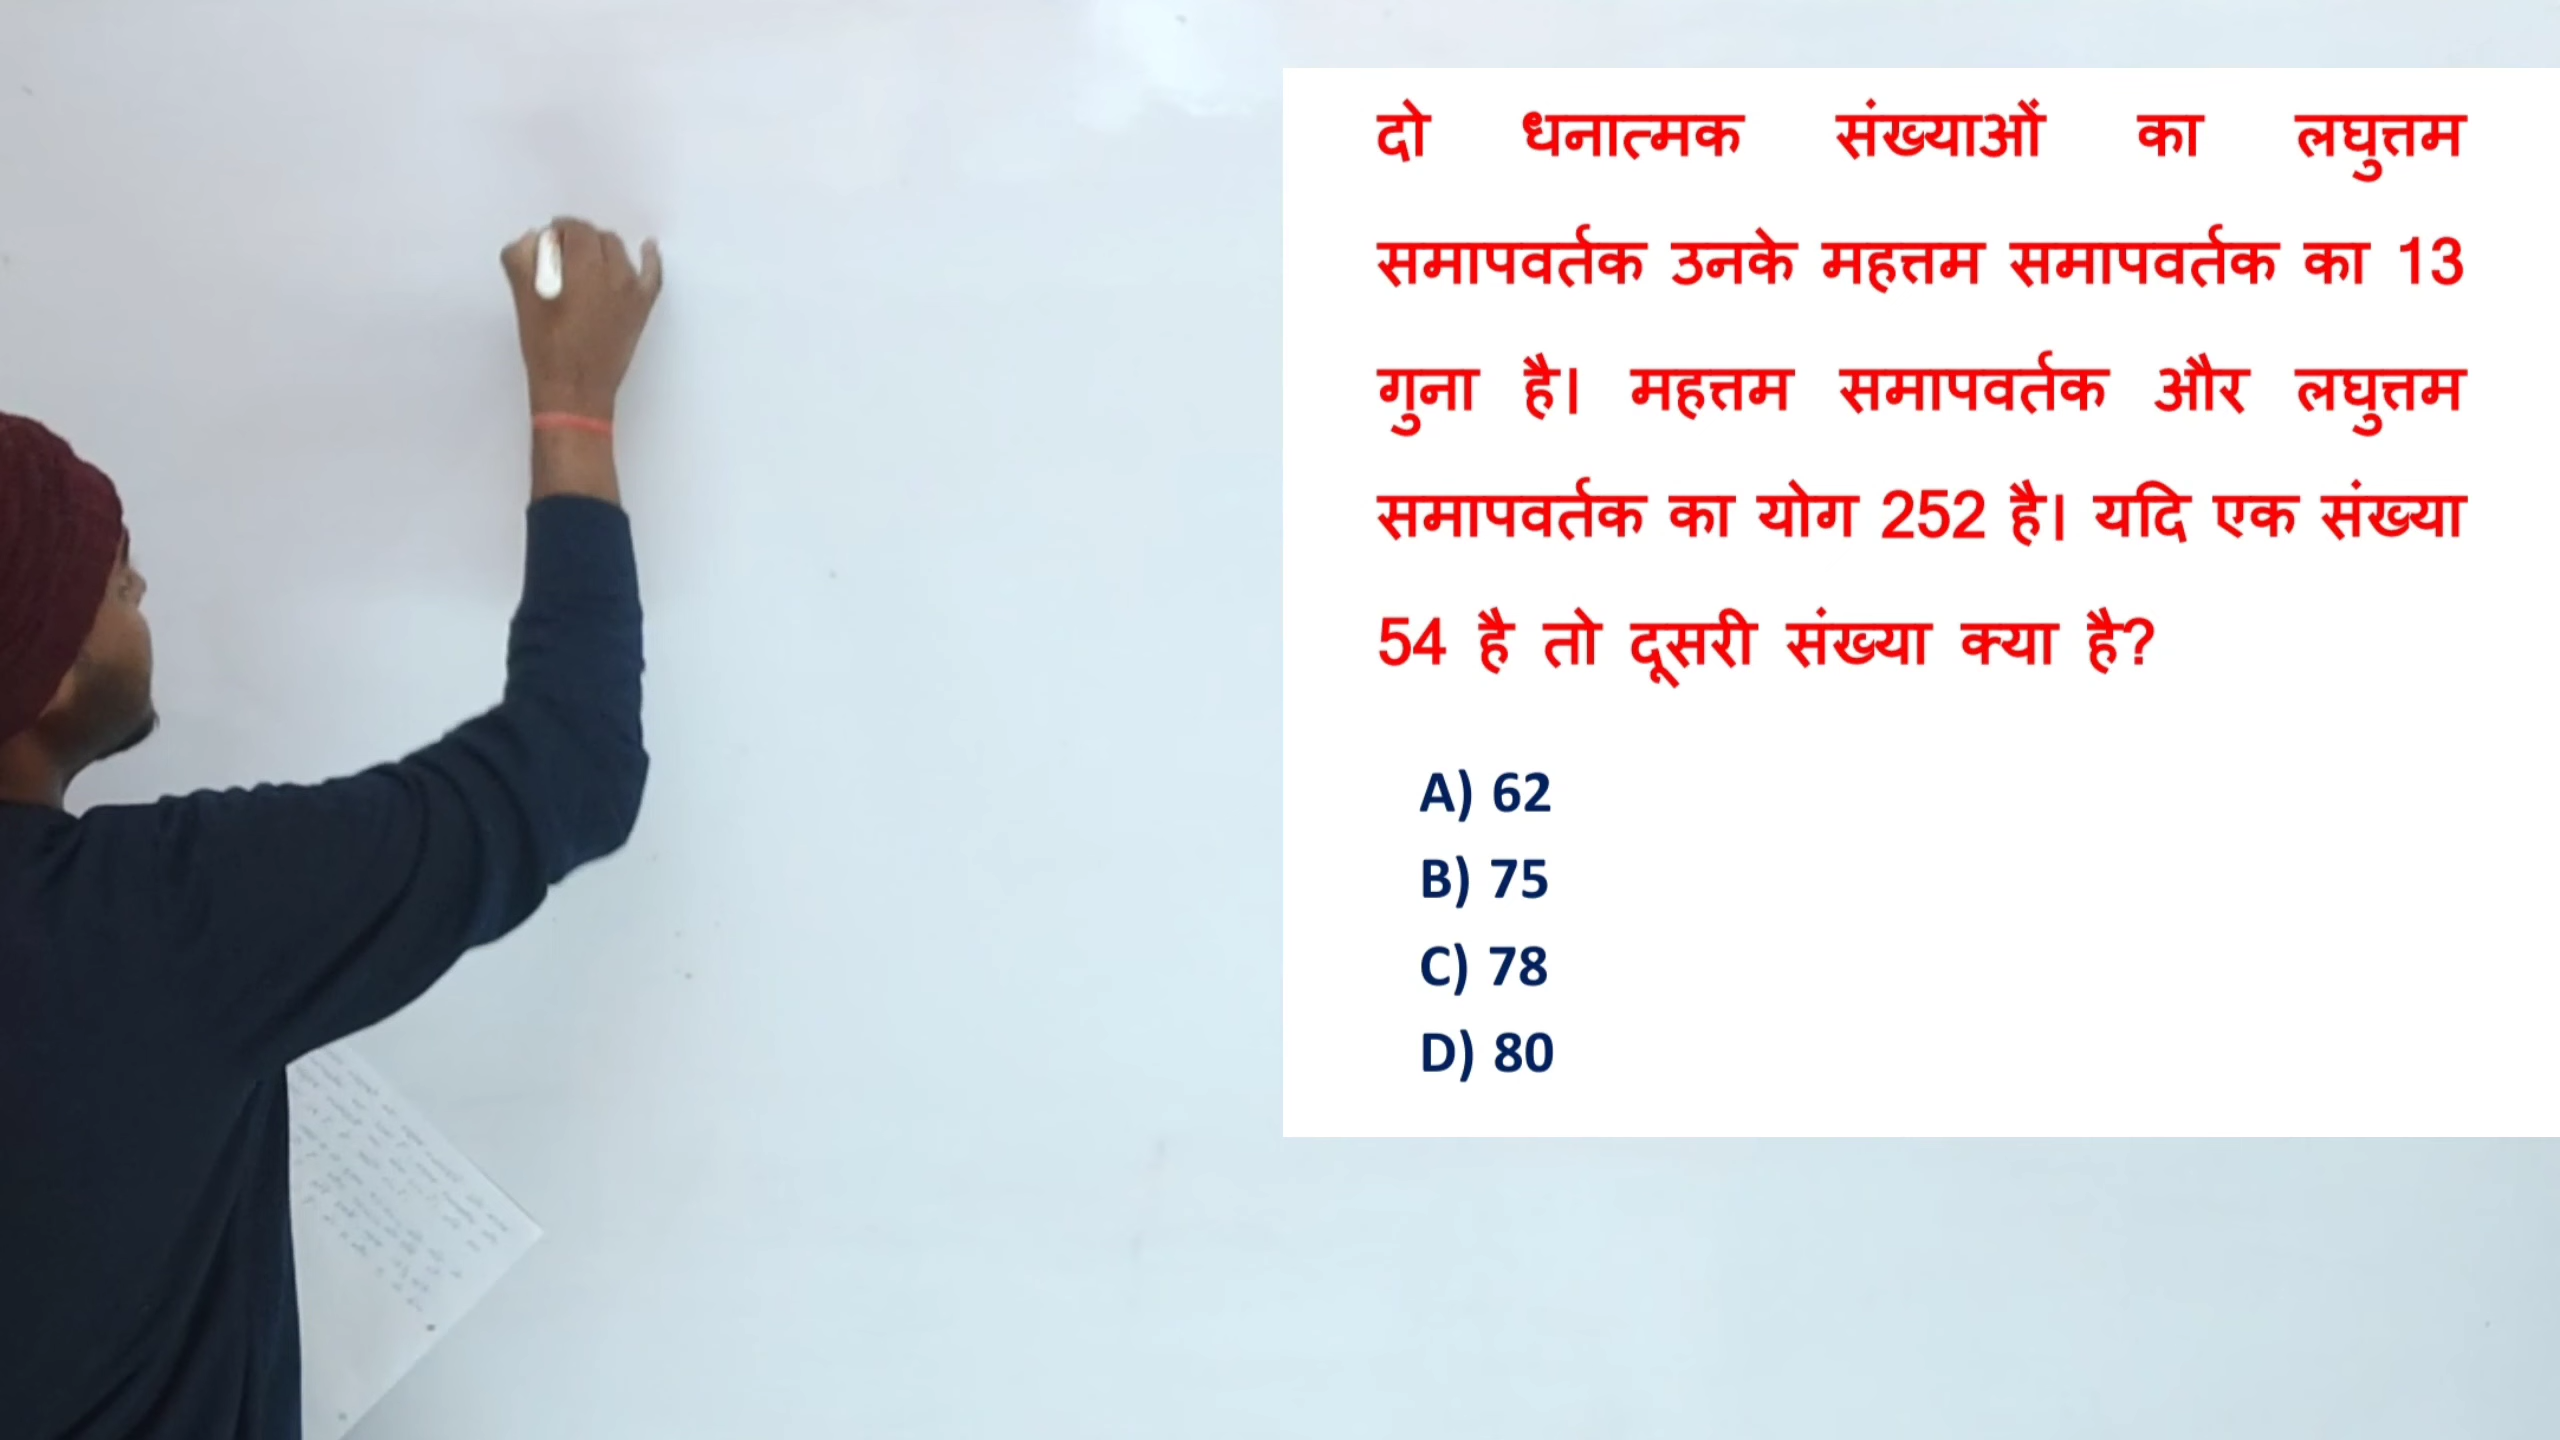 दो धनात्मक संख्याओं का लघुत्तम
समापवर्तक उनके महत्तम समापवर्तक का 13
गुना है। महत्तम समापवर्तक और लघुत्तम
समापवर्तक का योग 252 है। यदि एक संख्या
54 है तो दूसरी संख्या क्या है?
A) 62
B) 75
C) 78
D) 80